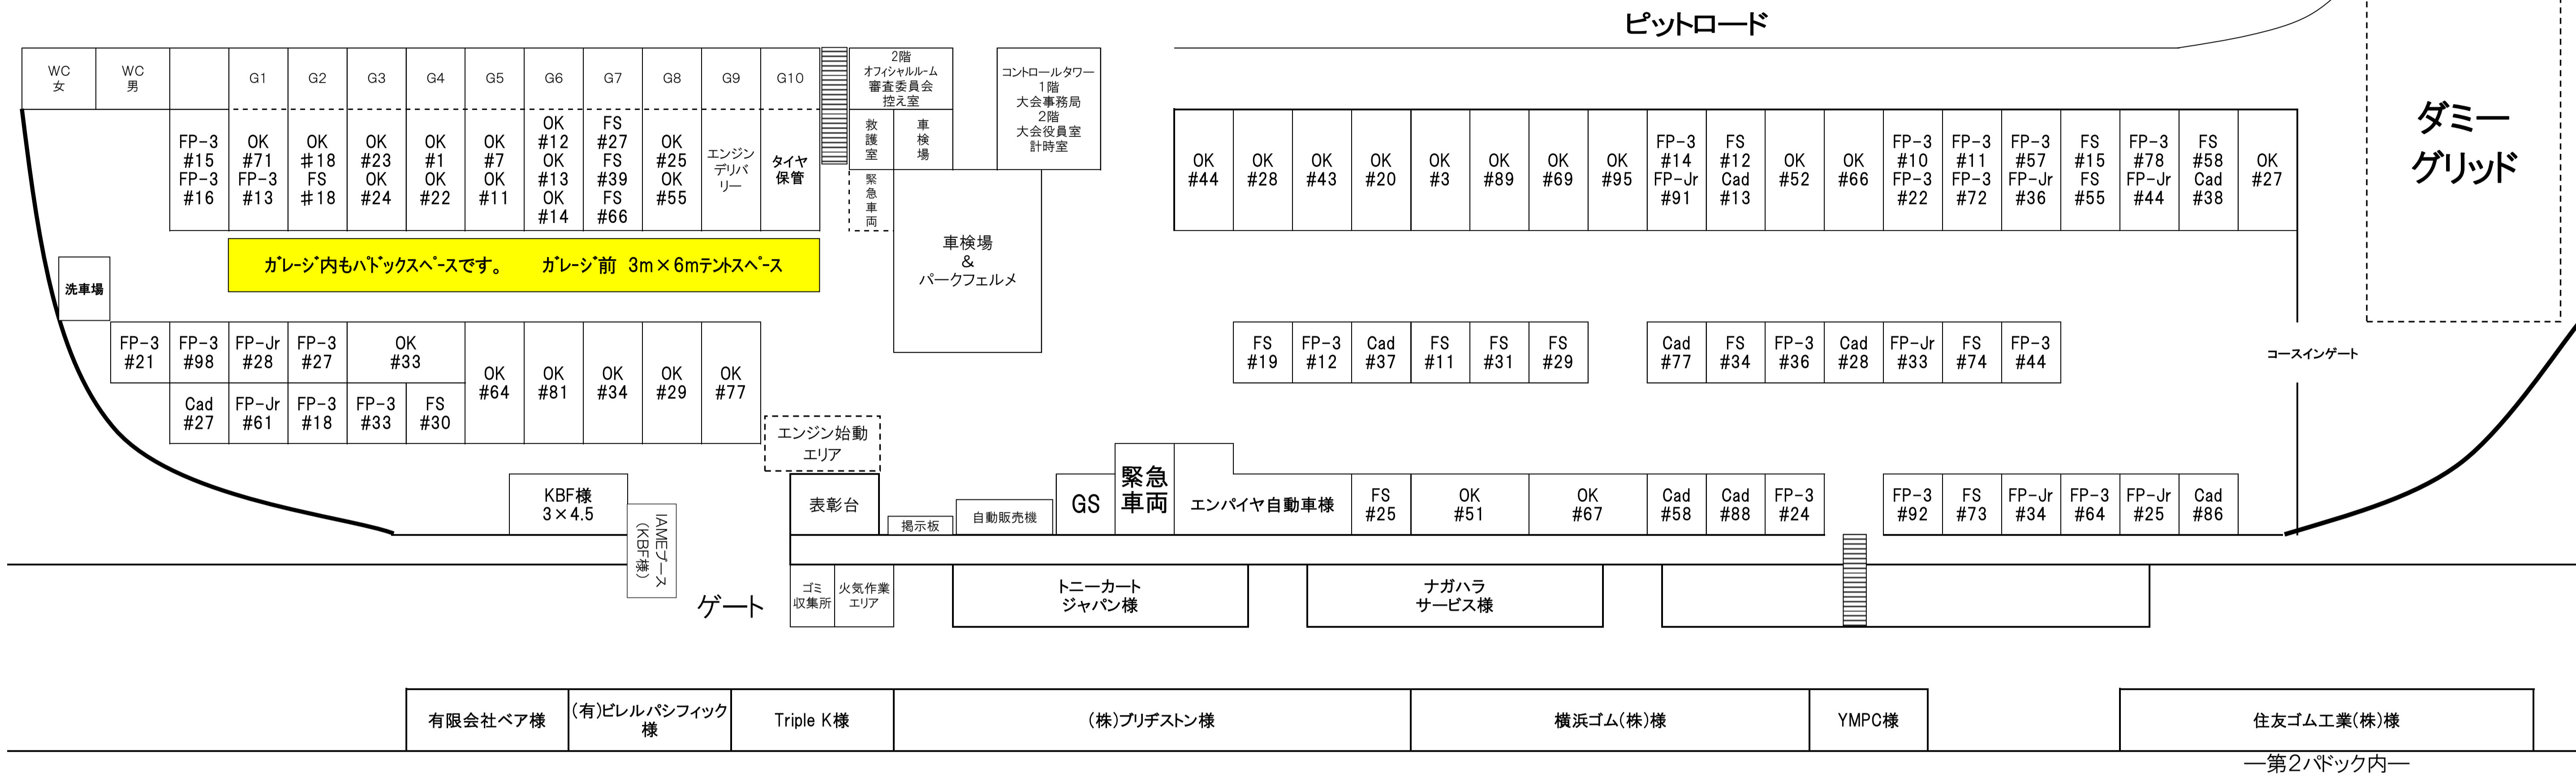 ピットロード
WC
女
WC
男
G1
G2
G3
G4
G5
G6
G7
G8
G9
G10
2階
オフィシャルルーム
審査委員会
控え室
コントロールタワー
1階
大会事務局
2階
大会役員室
計時室
ダミー
グリッド
FP-3
#15
FP-3
#16
OK
#71
FP-3
#13
OK
#18
FS
#18
OK
#23
OK
#24
OK
#1
OK
#22
OK
#7
OK
#11
OK
#12
OK
#13
OK
#14
FS
#27
FS
#39
FS
#66
OK
#25
OK
#55
エンジン
デリバ
リー
タイヤ
保管
救護室
車検場
緊急車両
車検場
&
パークフェルメ
OK
#44
OK
#28
OK
#43
OK
#20
OK
#3
OK
#89
OK
#69
OK
#95
FP-3
#14
FP-Jr
#91
FS
#12
Cad
#13
OK
#52
OK
#66
FP-3
#10
FP-3
#22
FP-3
#11
FP-3
#72
FP-3
#57
FP-Jr
#36
FS
#15
FS
#55
FP-3
#78
FP-Jr
#44
FS
#58
Cad
#38
OK
#27
ガレージ内もパドックスペースです。 ガレージ前 3m×6mテントスペース
洗車場
FP-3
#21
FP-3
#98
FP-Jr
#28
FP-3
#27
OK
#33
OK
#64
OK
#81
OK
#34
OK
#29
OK
#77
Cad
#27
FP-Jr
#61
FP-3
#18
FP-3
#33
FS
#30
FS
#19
FP-3
#12
Cad
#37
FS
#11
FS
#31
FS
#29
Cad
#77
FS
#34
FP-3
#36
Cad
#28
FP-Jr
#33
FS
#74
FP-3
#44
コースインゲート
エンジン始動
エリア
KBF様
3×4.5
IAMEブース
(KBF様)
表彰台
掲示板
自動販売機
GS
緊急
車両
エンパイヤ自動車様
FS
#25
OK
#51
OK
#67
Cad
#58
Cad
#88
FP-3
#24
FP-3
#92
FS
#73
FP-Jr
#34
FP-3
#64
FP-Jr
#25
Cad
#86
ゲート
ゴミ
収集所
火気作業
エリア
トニーカート
ジャパン様
ナガハラ
サービス様
有限会社ベア様
(有)ビレルパシフィック
様
Triple K様
(株)ブリヂストン様
横浜ゴム(株)様
YMPC様
住友ゴム工業(株)様
―第2パドック内―